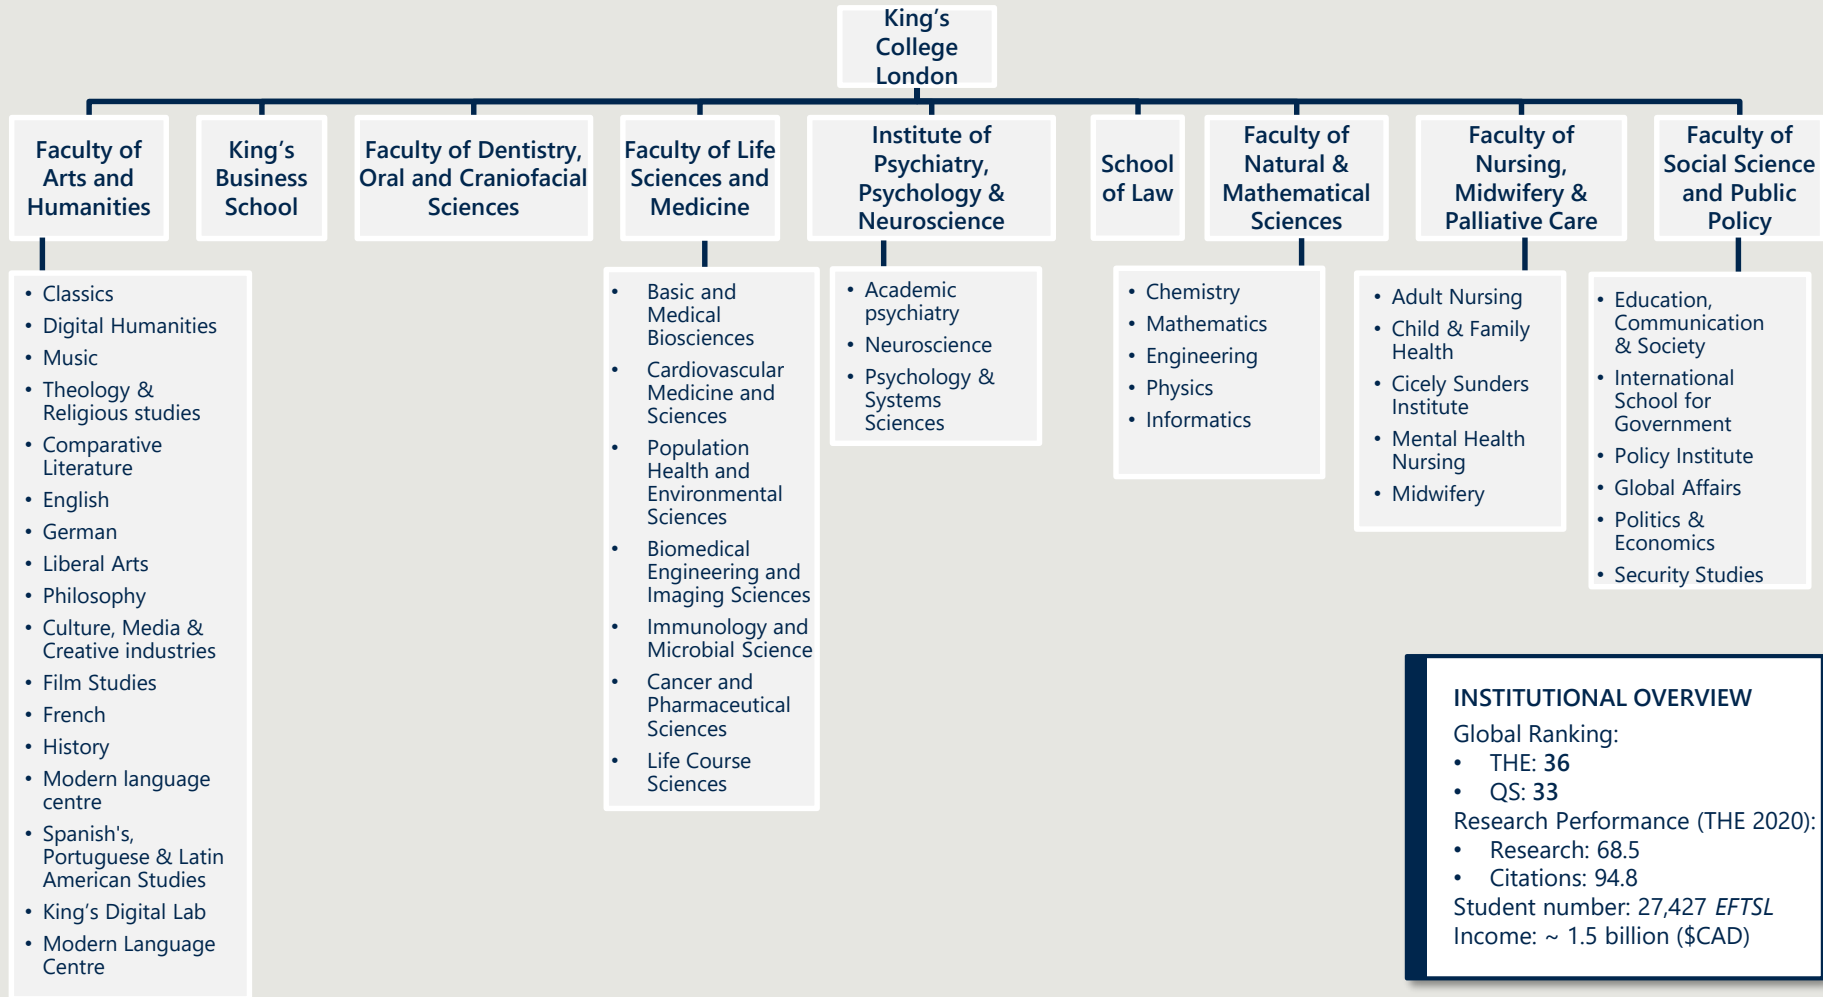 King's
College
London
Faculty of
Arts and
Humanities
King's
Business
School
Faculty of Dentistry,
Oral and Craniofacial
Sciences
Faculty of Life
Sciences and
Medicine
Institute of
Psychiatry,
Psychology &
Neuroscience
School
of Law
Faculty of
Natural &
Mathematical
Sciences
Faculty of
Nursing,
Midwifery &
Palliative Care
Faculty of
Social Science
and Public
Policy
• Classics
• Digital Humanities
• Music
• Theology &
Religious studies
• Comparative
Literature
• English
• German
• Liberal Arts
• Philosophy
• Culture, Media &
Creative industries
• Film Studies
• French
• History
• Modern language
centre
• Spanish's,
Portuguese & Latin
American Studies
• King's Digital Lab
• Modern Language
Centre
• Basic and
Medical
Biosciences
• Cardiovascular
Medicine and
Sciences
• Population
Health and
Environmental
Sciences
• Biomedical
Engineering and
Imaging Sciences
• Immunology and
Microbial Science
• Cancer and
Pharmaceutical
Sciences
• Life Course
Sciences
• Academic
psychiatry
• Neuroscience
• Psychology &
Systems
Sciences
• Chemistry
• Mathematics
• Engineering
• Physics
• Informatics
• Adult Nursing
• Child & Family
Health
• Cicely Sunders
Institute
• Mental Health
Nursing
• Midwifery
• Education,
Communication
& Society
• International
School for
Government
• Policy Institute
• Global Affairs
• Politics &
Economics
• Security Studies
INSTITUTIONAL OVERVIEW
Global Ranking:
• THE: 36
• QS: 33
Research Performance (THE 2020):
• Research: 68.5
• Citations: 94.8
Student number: 27,427 EFTSL
Income: ~ 1.5 billion ($CAD)